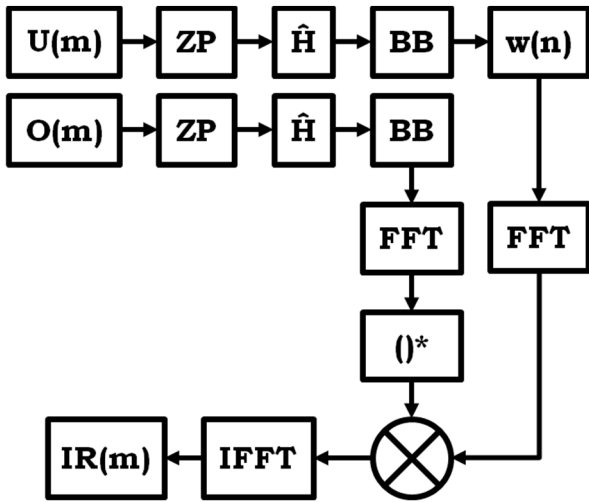 U(m) ZP Ĥ BB w(n)
O(m) ZP Ĥ BB
FFT FFT
()*
IR(m) IFFT